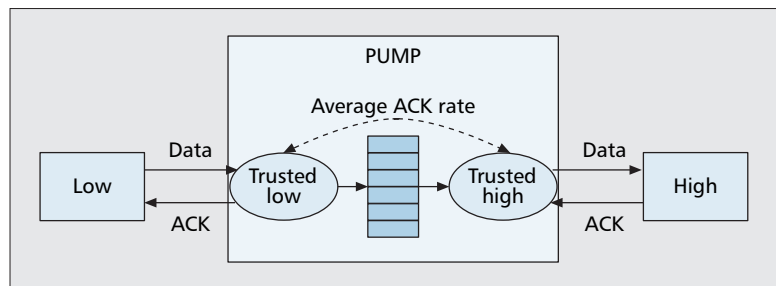 PUMP
Average ACK rate
Data
Data
Low
Trusted
low
Trusted
high
High
ACK
ACK